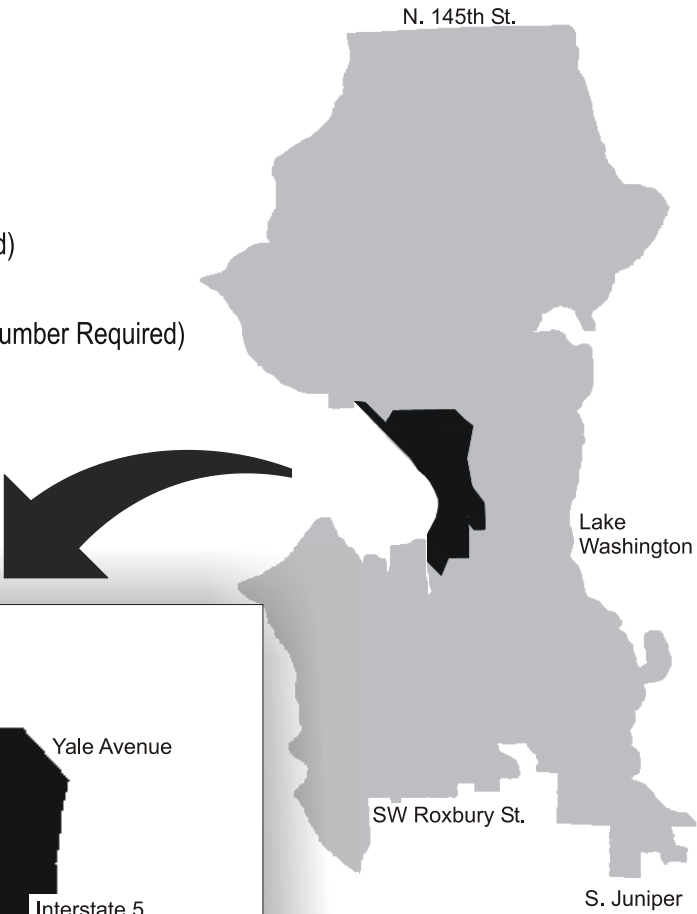 N. 145th St.
d)
umber Required)
Lake
Washington
Yale Avenue
SW Roxbury St.
Interstate 5
S. Juniper